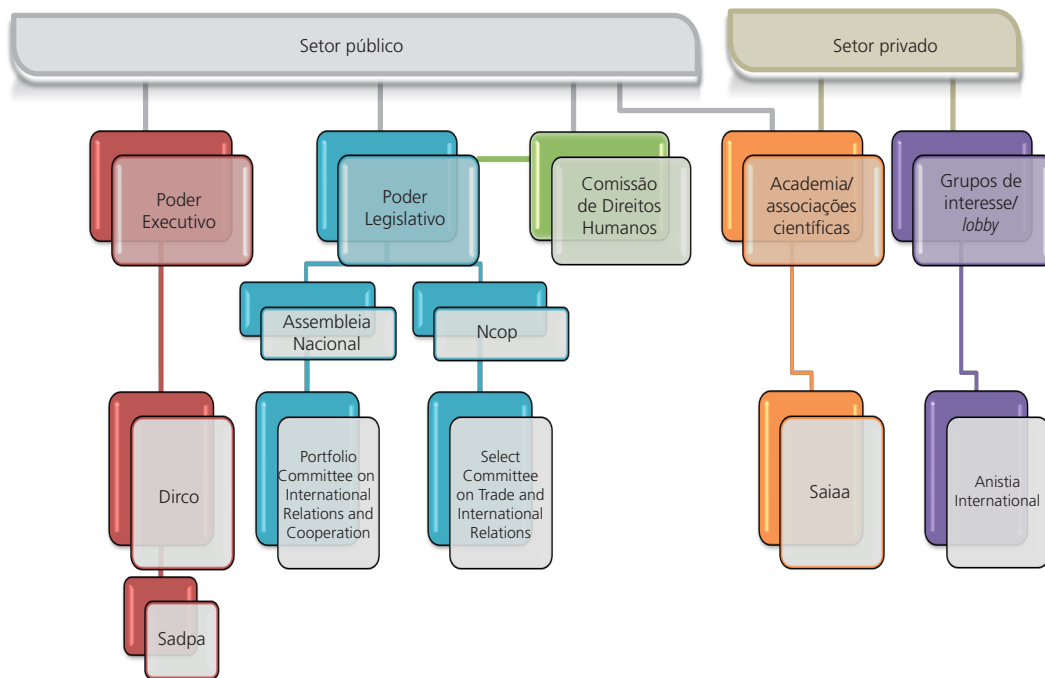 Setor público
Setor privado
Poder
Executivo
Poder
Legislativo
Comissão
de Direitos
Humanos
Academia/
associações
científicas
Grupos de
interesse/
lobby
Assembleia
Nacional
Ncop
Dirco
Portfolio
Committee on
International
Relations and
Cooperation
Select
Committee
on Trade and
International
Relations
Saiaa
Anistia
International
Sadpa